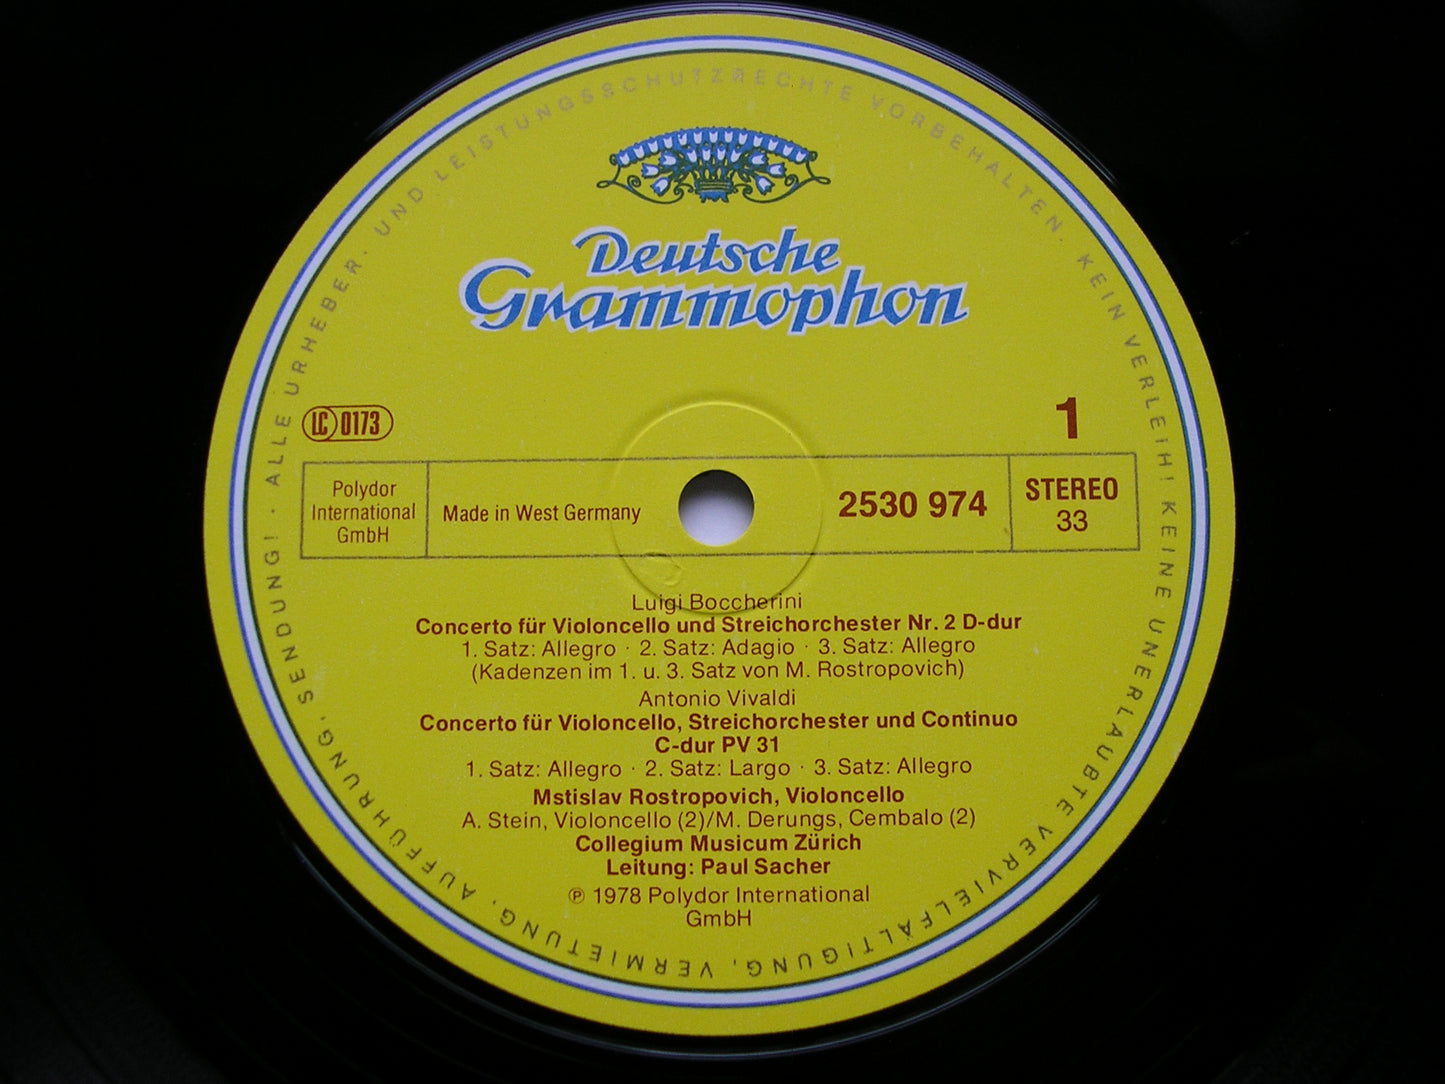 ALLE URHEBER- UND LEISTUNGSSCHUTZRECHTE VORBEHALTEN · KEIN VERLEIH! KEINE UNERLAUBTE VERVIELFÄLTIGUNG, VERMIETUNG, AUFFÜHRUNG, SENDUNG! ·
Deutsche
Grammophon
LC 0173
1
Polydor
International
GmbH
Made in West Germany
2530 974
STEREO
33
Luigi Boccherini
Concerto für Violoncello und Streichorchester Nr. 2 D-dur
1. Satz: Allegro · 2. Satz: Adagio · 3. Satz: Allegro
(Kadenzen im 1. u. 3. Satz von M. Rostropovich)
Antonio Vivaldi
Concerto für Violoncello, Streichorchester und Continuo
C-dur PV 31
1. Satz: Allegro · 2. Satz: Largo · 3. Satz: Allegro
Mstislav Rostropovich, Violoncello
A. Stein, Violoncello (2)/M. Derungs, Cembalo (2)
Collegium Musicum Zürich
Leitung: Paul Sacher
℗ 1978 Polydor International
GmbH